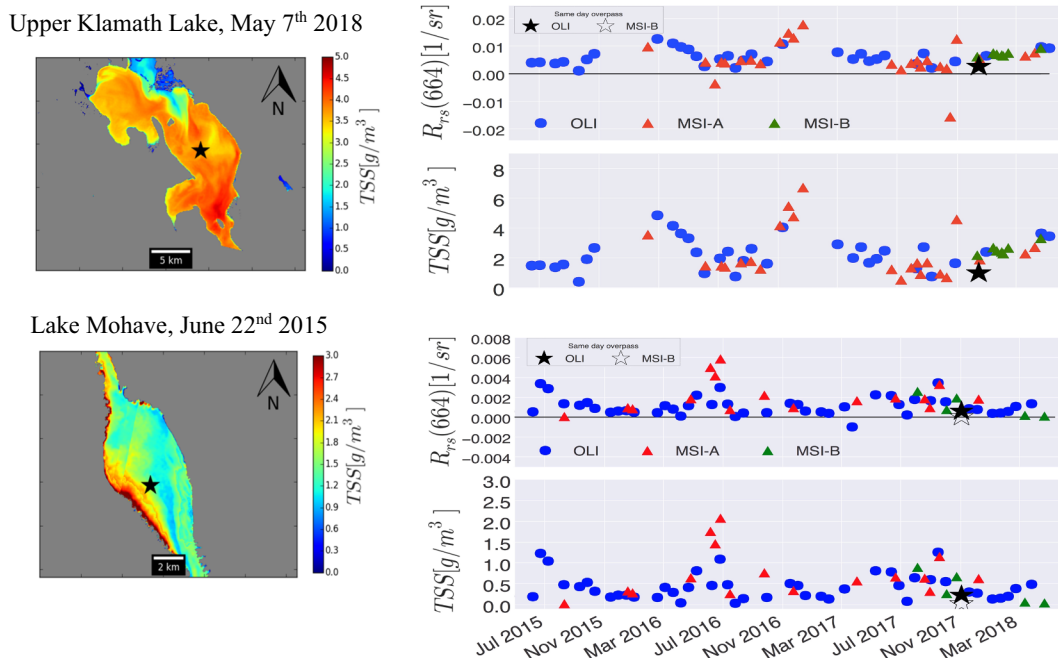 Upper Klamath Lake, May 7th 2018
N
5 km
5.0
4.5
4.0
3.5
3.0
2.5
2.0
1.5
1.0
0.5
0.0
TSS[g/m³]
0.02
0.01
0.00
−0.01
−0.02
Rrs(664)[1/sr]
Same day overpass
OLI MSI-B
OLI MSI-A MSI-B
8
6
4
2
0
TSS[g/m³]
Lake Mohave, June 22nd 2015
N
2 km
3.0
2.7
2.4
2.1
1.8
1.5
1.2
0.9
0.6
0.3
0.0
TSS[g/m³]
0.008
0.006
0.004
0.002
0.000
−0.002
−0.004
Rrs(664)[1/sr]
Same day overpass
OLI MSI-B
OLI MSI-A MSI-B
3.0
2.5
2.0
1.5
1.0
0.5
0.0
TSS[g/m³]
Jul 2015 Nov 2015 Mar 2016 Jul 2016 Nov 2016 Mar 2017 Jul 2017 Nov 2017 Mar 2018